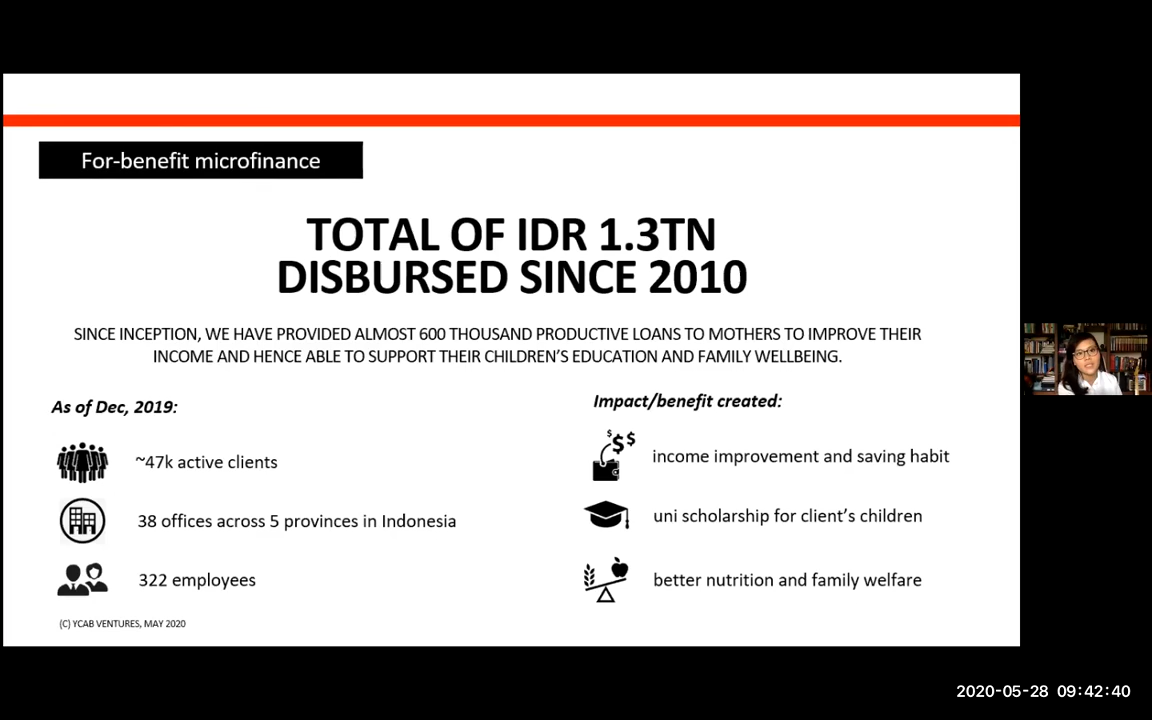 For-benefit microfinance
TOTAL OF IDR 1.3TN
DISBURSED SINCE 2010
SINCE INCEPTION, WE HAVE PROVIDED ALMOST 600 THOUSAND PRODUCTIVE LOANS TO MOTHERS TO IMPROVE THEIR
INCOME AND HENCE ABLE TO SUPPORT THEIR CHILDREN'S EDUCATION AND FAMILY WELLBEING.
As of Dec, 2019:
~47k active clients
38 offices across 5 provinces in Indonesia
322 employees
Impact/benefit created:
$ $ $
income improvement and saving habit
uni scholarship for client's children
better nutrition and family welfare
(C) YCAB VENTURES, MAY 2020
2020-05-28 09:42:40